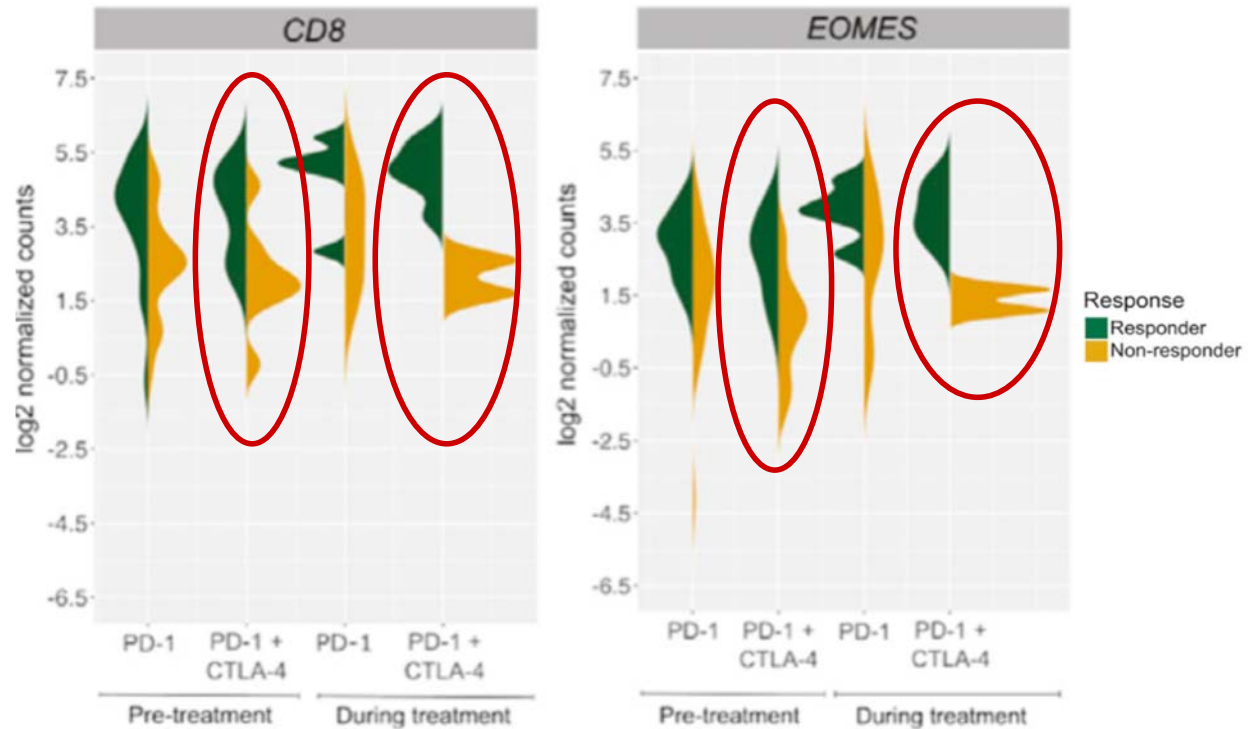 CD8
EOMES
log2 normalized counts
7.5
5.5
3.5
1.5
-0.5
-2.5
-4.5
-6.5
PD-1
PD-1 +
CTLA-4
PD-1
PD-1 +
CTLA-4
Pre-treatment
During treatment
log2 normalized counts
7.5
5.5
3.5
1.5
-0.5
-2.5
-4.5
-6.5
PD-1
PD-1 +
CTLA-4
PD-1
PD-1 +
CTLA-4
Pre-treatment
During treatment
Response
Responder
Non-responder